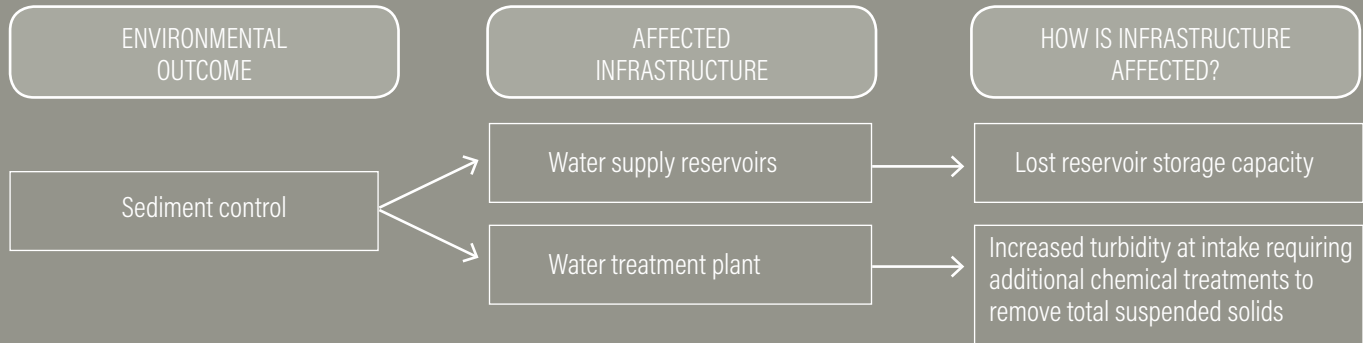 ENVIRONMENTAL
OUTCOME
AFFECTED
INFRASTRUCTURE
HOW IS INFRASTRUCTURE
AFFECTED?
Sediment control
Water supply reservoirs
Lost reservoir storage capacity
Water treatment plant
Increased turbidity at intake requiring
additional chemical treatments to
remove total suspended solids